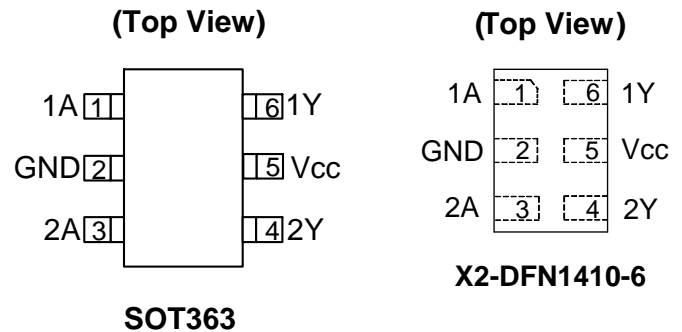 (Top View)
1A 1 6 1Y
GND 2 5 Vcc
2A 3 4 2Y
SOT363
(Top View)
1A 1 6 1Y
GND 2 5 Vcc
2A 3 4 2Y
X2-DFN1410-6